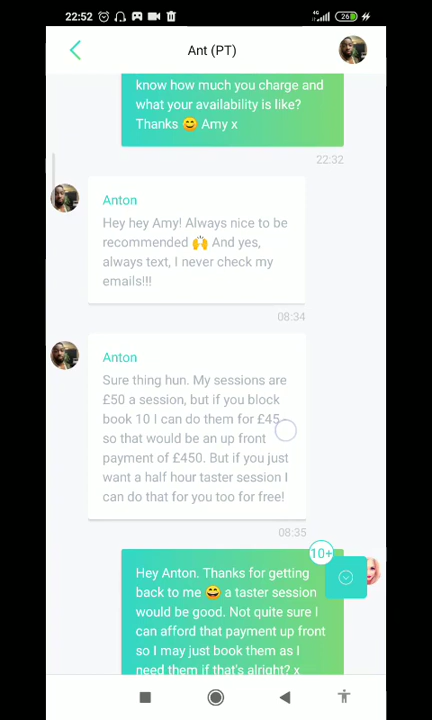 22:52
4G
26
Ant (PT)
know how much you charge and
what your availability is like?
Thanks 😊 Amy x
22:32
Anton
Hey hey Amy! Always nice to be
recommended 🙌 And yes,
always text, I never check my
emails!!!
08:34
Anton
Sure thing hun. My sessions are
£50 a session, but if you block
book 10 I can do them for £45 -
so that would be an up front
payment of £450. But if you just
want a half hour taster session I
can do that for you too for free!
08:35
10+
Hey Anton. Thanks for getting
back to me 😄 a taster session
would be good. Not quite sure I
can afford that payment up front
so I may just book them as I
need them if that's alright? x